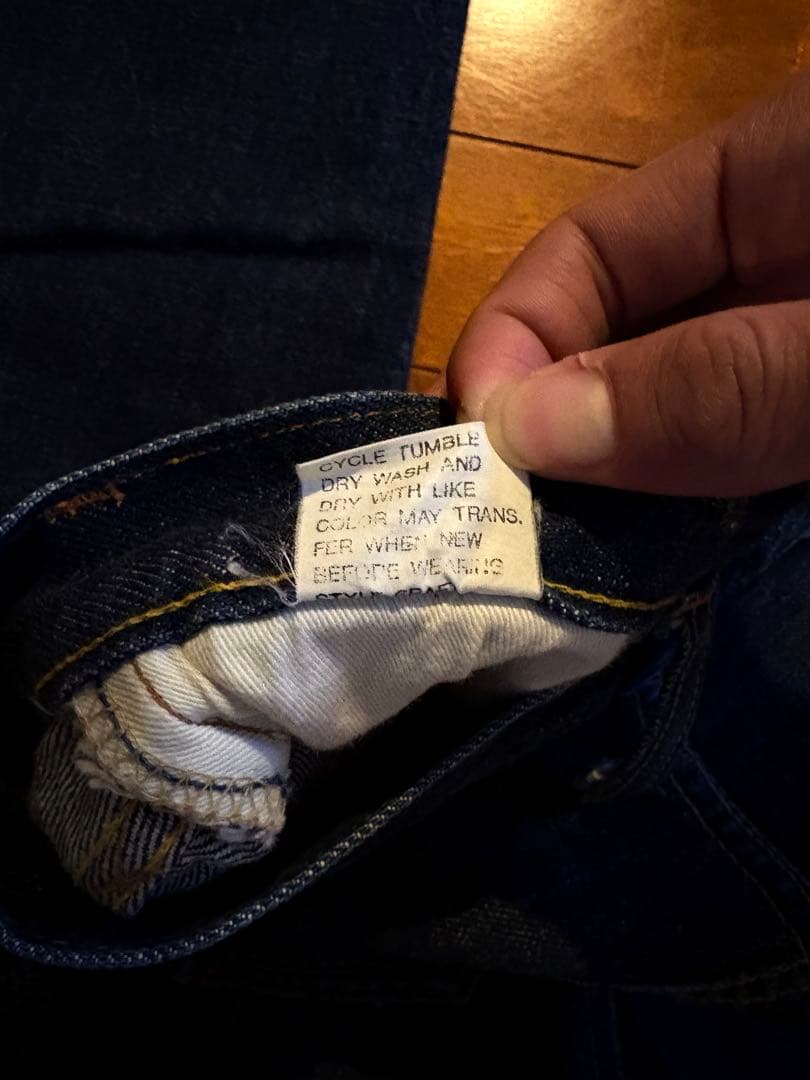 CYCLE TUMBLE
DRY WASH AND
DRY WITH LIKE
COLOR MAY TRANS.
FER WHEN NEW
BEFORE WEARING